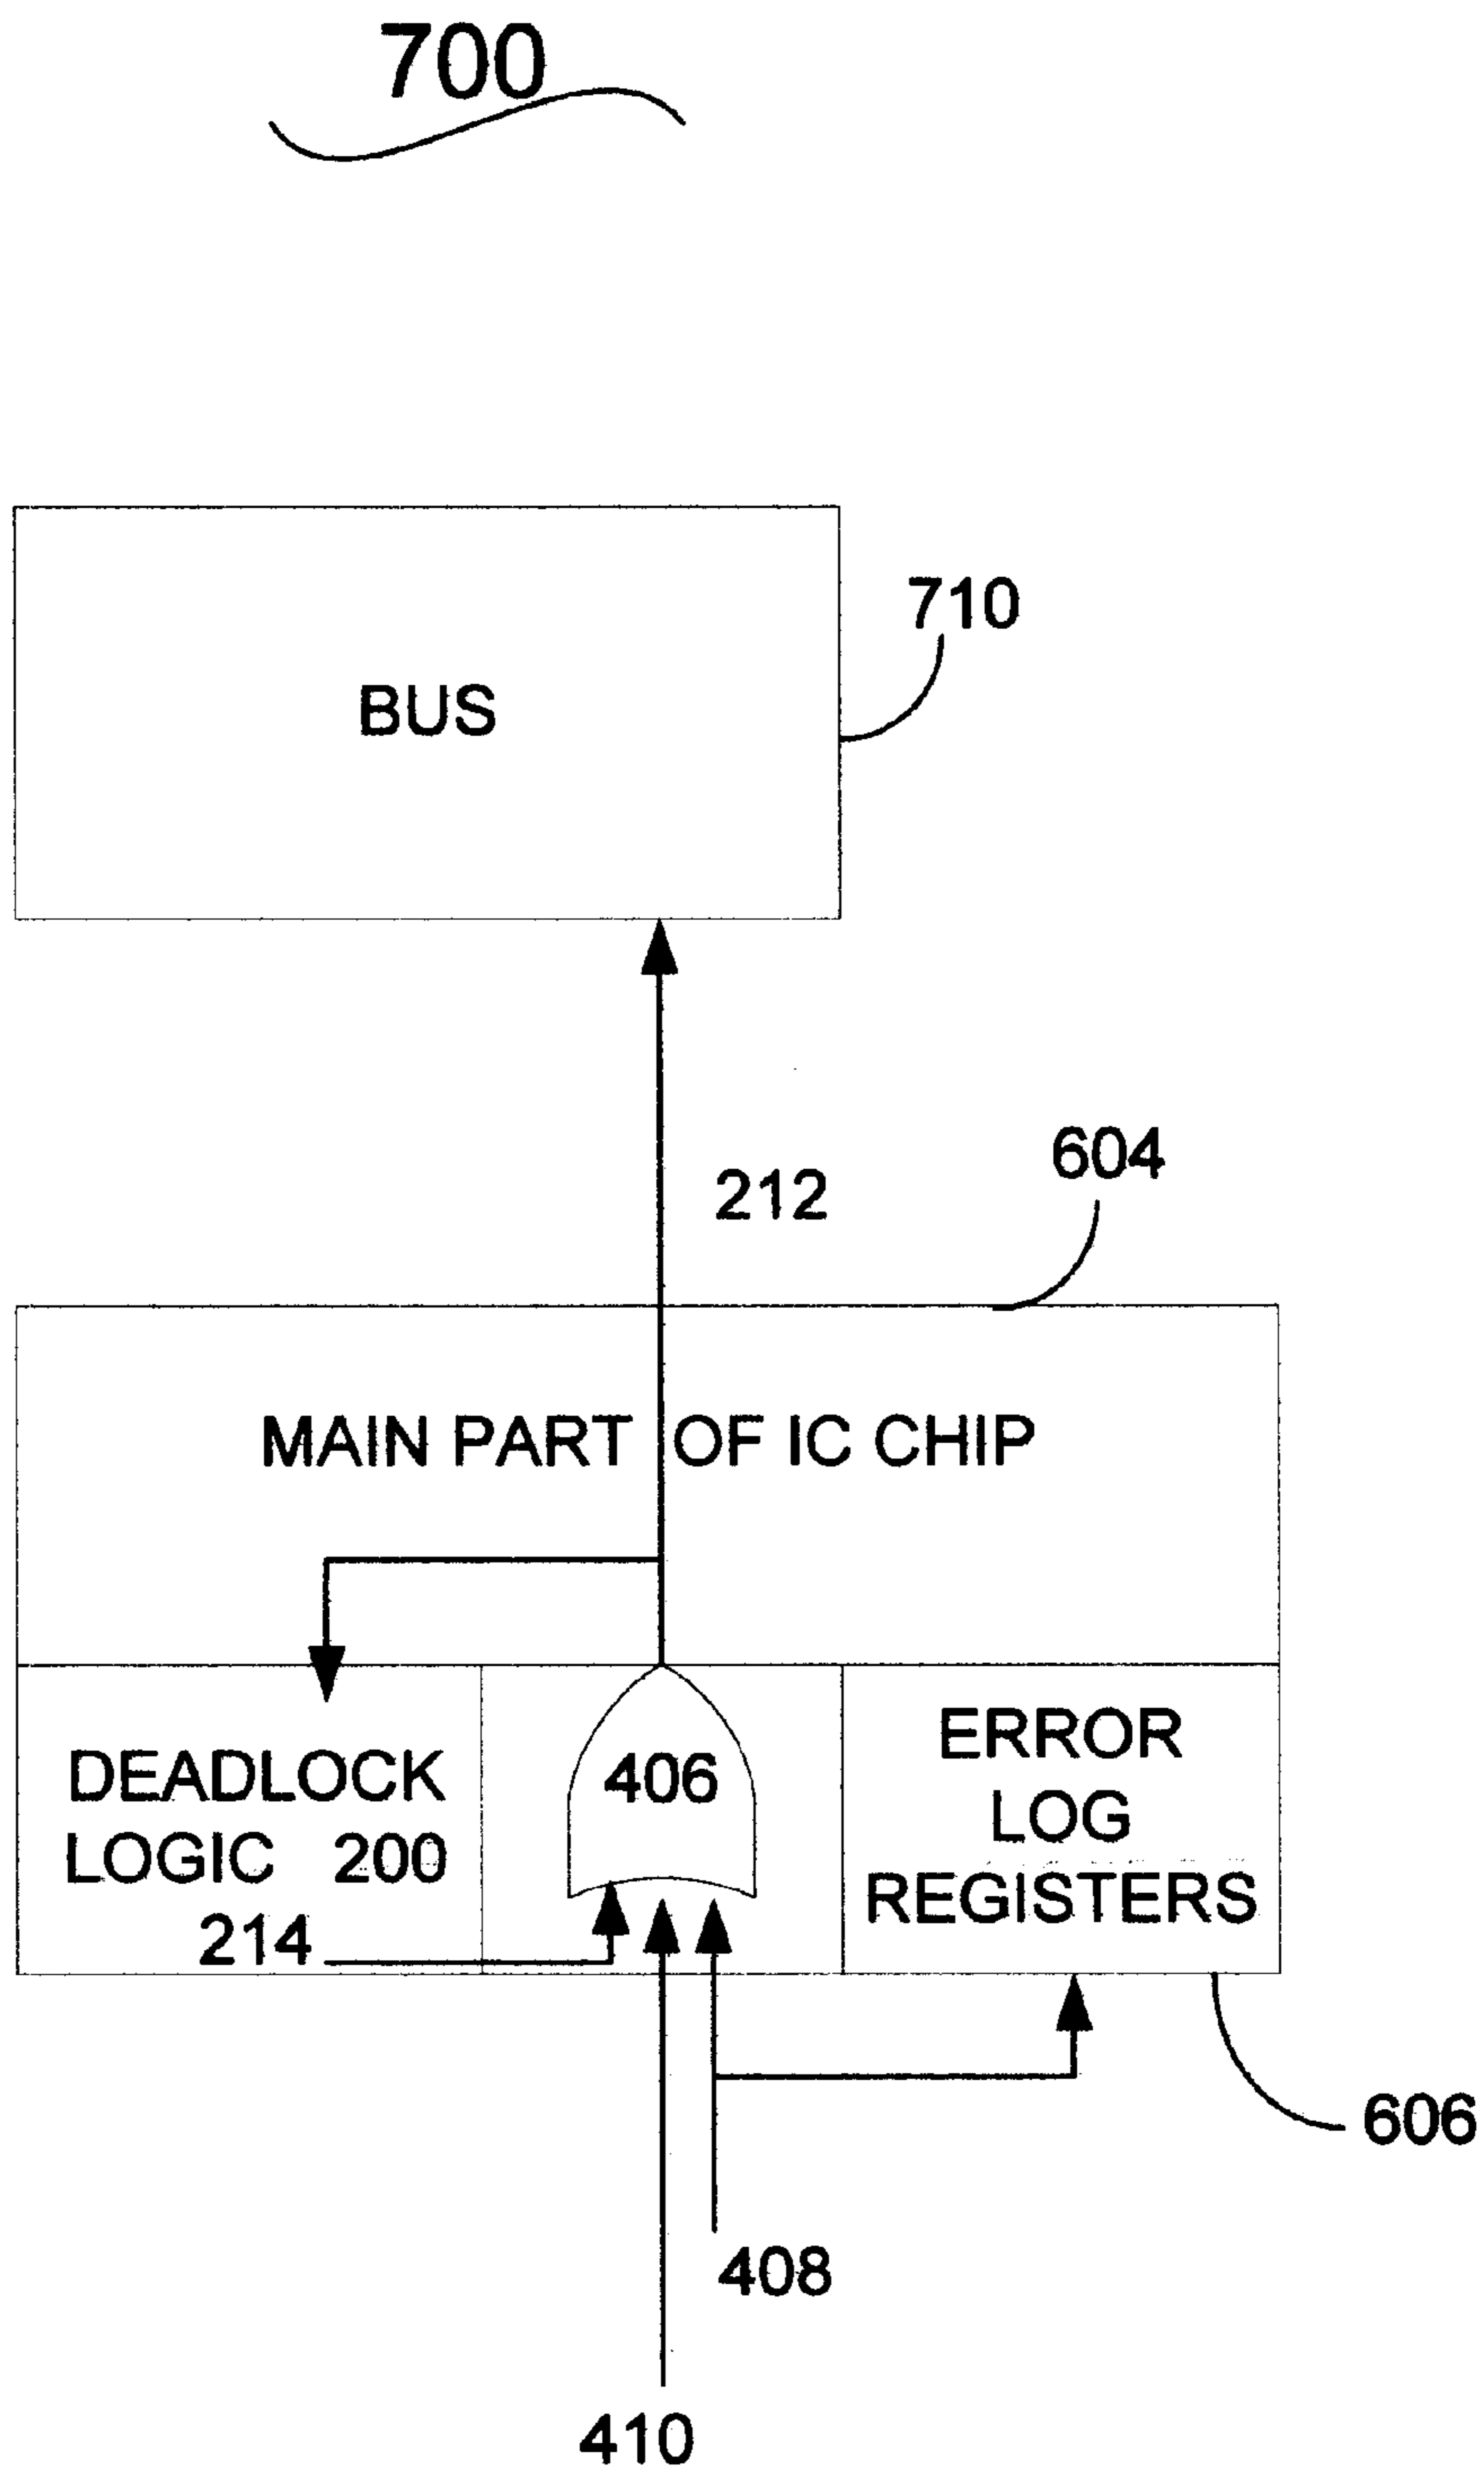 700
BUS
710
212
604
MAIN PART OF IC CHIP
DEADLOCK
LOGIC 200
214
406
ERROR
LOG
REGISTERS
606
408
410